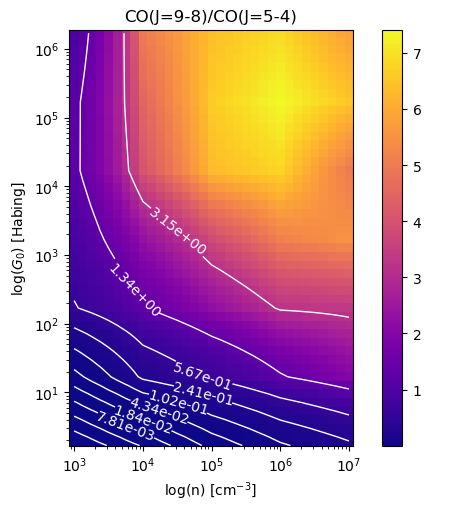 CO(J=9-8)/CO(J=5-4)
10⁶
10⁵
10⁴
10³
10²
10¹
log(G₀) [Habing]
3.15e+00
1.34e+00
5.67e-01
2.41e-01
1.02e-01
4.34e-02
1.84e-02
7.81e-03
10³ 10⁴ 10⁵ 10⁶ 10⁷
log(n) [cm⁻³]
7
6
5
4
3
2
1